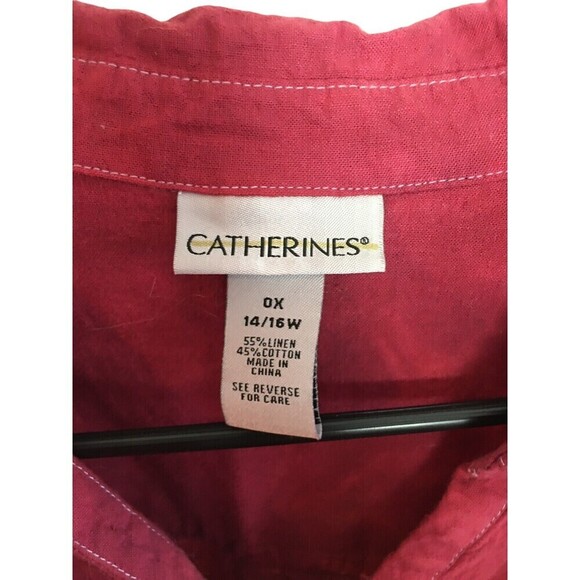 CATHERINES®
0X
14/16W
55%LINEN
45%COTTON
MADE IN
CHINA
SEE REVERSE
FOR CARE